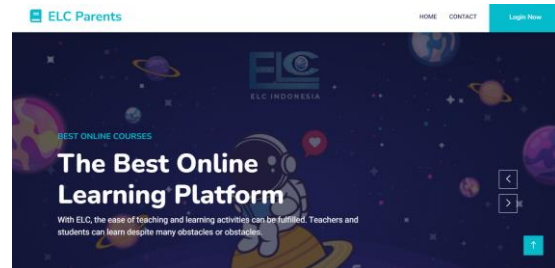 ELC Parents
HOME CONTACT Login Now
ELC
ELC INDONESIA
BEST ONLINE COURSES
The Best Online
Learning Platform
With ELC, the ease of teaching and learning activities can be fulfilled. Teachers and
students can learn despite many obstacles or obstacles.